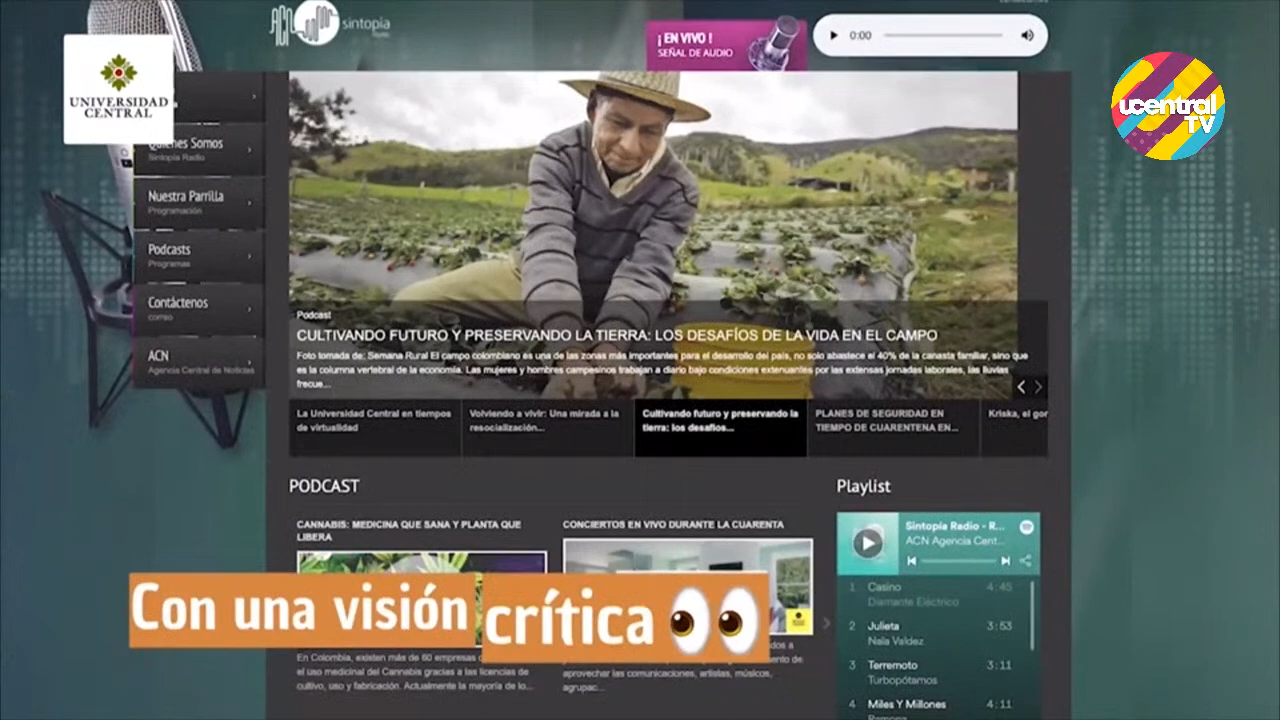 ACN
sintopía
¡ EN VIVO !
SEÑAL DE AUDIO
0:00
UNIVERSIDAD
CENTRAL
ucentral
TV
Quiénes Somos
Sintopía Radio
Nuestra Parrilla
Programación
Podcasts
Programas
Contáctenos
correo
ACN
Agencia Central de Noticias
Podcast
CULTIVANDO FUTURO Y PRESERVANDO LA TIERRA: LOS DESAFÍOS DE LA VIDA EN EL CAMPO
Foto tomada de: Semana Rural El campo colombiano es una de las zonas más importantes para el desarrollo del país, no solo abastece el 40% de la canasta familiar, sino que
es la columna vertebral de la economía. Las mujeres y hombres campesinos trabajan a diario bajo condiciones extenuantes por las extensas jornadas laborales, las lluvias
frecue...
La Universidad Central en tiempos
de virtualidad
Volviendo a vivir: Una mirada a la
resocialización...
Cultivando futuro y preservando la
tierra: los desafíos...
PLANES DE SEGURIDAD EN
TIEMPO DE CUARENTENA EN...
Kriska, el gor
PODCAST
CANNABIS: MEDICINA QUE SANA Y PLANTA QUE
LIBERA
CONCIERTOS EN VIVO DURANTE LA CUARENTA
Con una visión crítica 👀
En Colombia, existen más de 60 empresas
el uso medicinal del Cannabis gracias a las licencias de
cultivo, uso y fabricación. Actualmente la mayoría de lo...
aprovechar las comunicaciones, artistas, músicos,
agrupac...
Playlist
Sintopía Radio - R...
ACN Agencia Cent...
1 Casino 4:45
Diamante Eléctrico
2 Julieta 3:53
Naia Valdez
3 Terremoto 3:11
Turbopótamos
4 Miles Y Millones 4:11